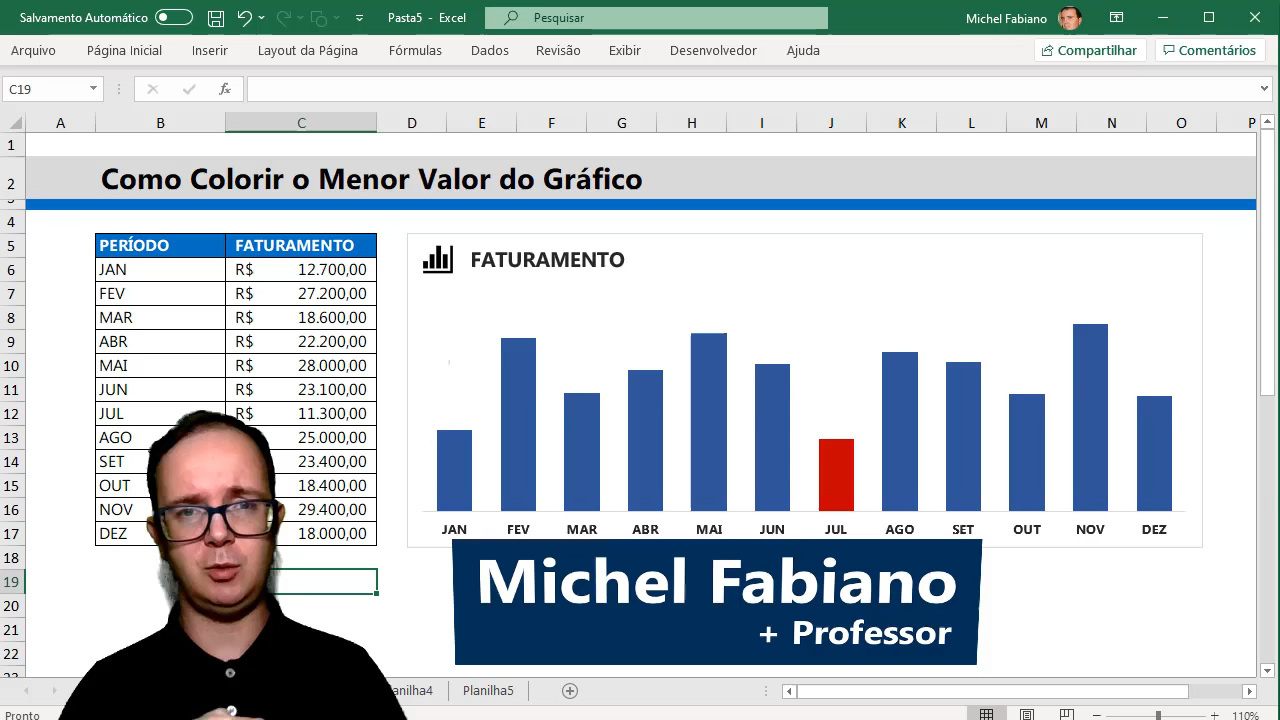 Salvamento Automático Pasta5 - Excel Pesquisar Michel Fabiano
Arquivo Página Inicial Inserir Layout da Página Fórmulas Dados Revisão Exibir Desenvolvedor Ajuda Compartilhar Comentários
C19 fx
A B C D E F G H I J K L M N O P
1
2 Como Colorir o Menor Valor do Gráfico
4
5 PERÍODO FATURAMENTO
6 JAN R$ 12.700,00
7 FEV R$ 27.200,00
8 MAR R$ 18.600,00
9 ABR R$ 22.200,00
10 MAI R$ 28.000,00
11 JUN R$ 23.100,00
12 JUL R$ 11.300,00
13 AGO 25.000,00
14 SET 23.400,00
15 OUT 18.400,00
16 NOV 29.400,00
17 DEZ 18.000,00
18
19
20
21
22
FATURAMENTO
JAN FEV MAR ABR MAI JUN JUL AGO SET OUT NOV DEZ
Michel Fabiano
+ Professor
anilha4 Planilha5
Pronto 110%